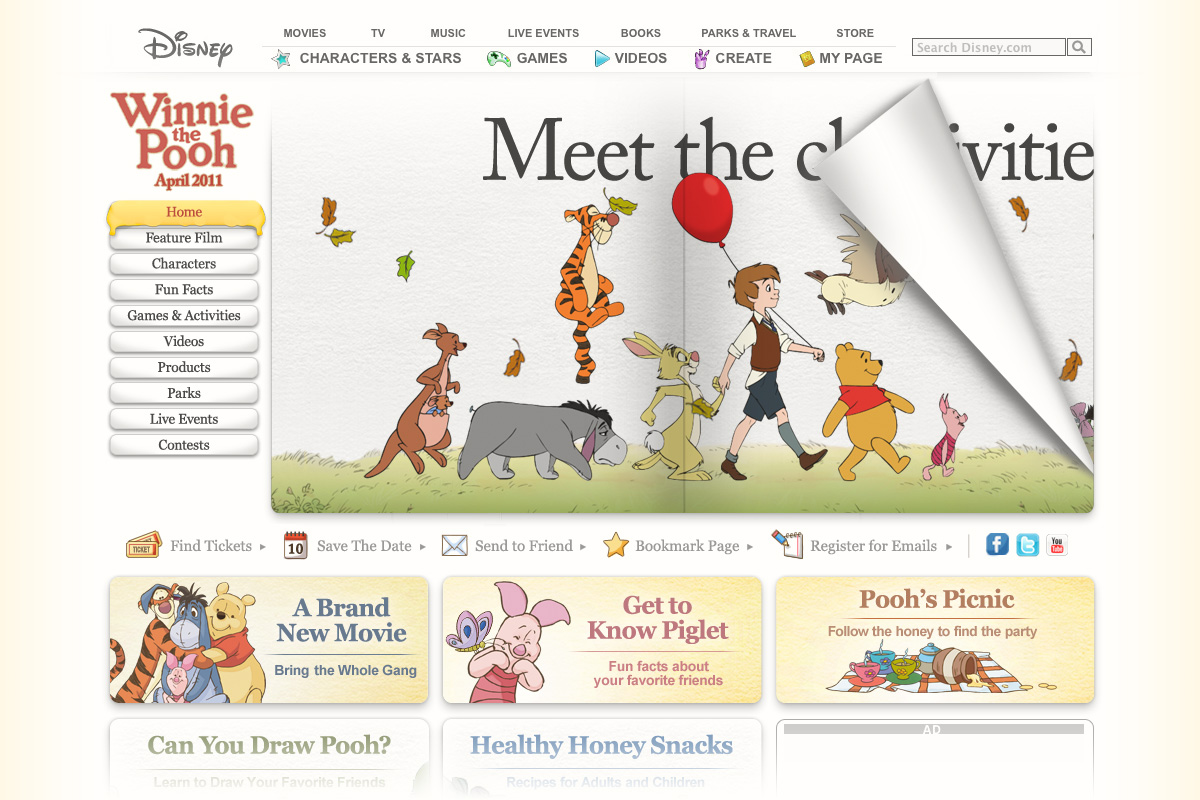 Disney
MOVIES TV MUSIC LIVE EVENTS BOOKS PARKS & TRAVEL STORE
CHARACTERS & STARS GAMES VIDEOS CREATE MY PAGE
Search Disney.com
Winnie
the
Pooh
April 2011
Home
Feature Film
Characters
Fun Facts
Games & Activities
Videos
Products
Parks
Live Events
Contests
Meet the
TICKET Find Tickets 10 Save The Date Send to Friend Bookmark Page Register for Emails f t You Tube
A Brand
New Movie
Bring the Whole Gang
Get to
Know Piglet
Fun facts about
your favorite friends
Pooh's Picnic
Follow the honey to find the party
Can You Draw Pooh?
Learn to Draw Your Favorite Friends
Healthy Honey Snacks
Recipes for Adults and Children
AD